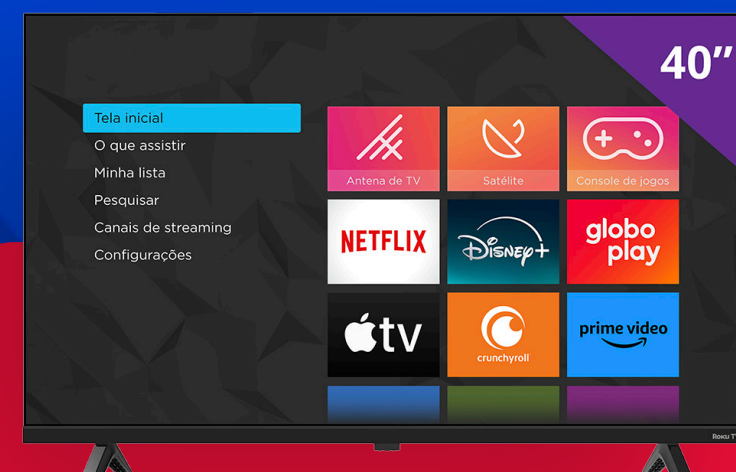 40"
Tela inicial
O que assistir
Minha lista
Pesquisar
Canais de streaming
Configurações
Antena de TV
Satélite
Console de jogos
NETFLIX
Disney+
globo
play
tv
crunchyroll
prime video
Roku T